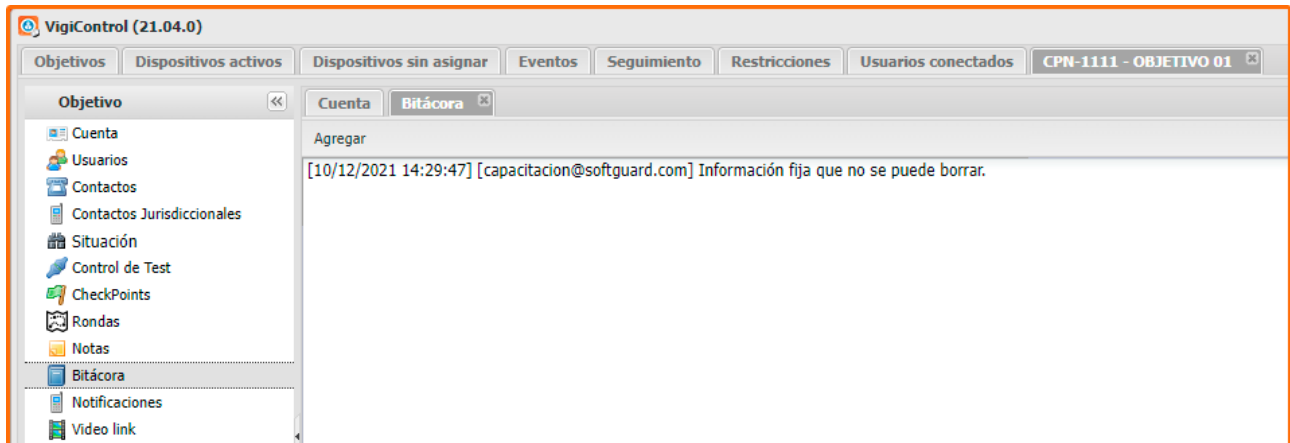 VigiControl (21.04.0)
Objetivos Dispositivos activos Dispositivos sin asignar Eventos Seguimiento Restricciones Usuarios conectados CPN-1111 - OBJETIVO 01
Objetivo
Cuenta
Usuarios
Contactos
Contactos Jurisdiccionales
Situación
Control de Test
CheckPoints
Rondas
Notas
Bitácora
Notificaciones
Video link
Cuenta Bitácora
Agregar
[10/12/2021 14:29:47] [capacitacion@softguard.com] Información fija que no se puede borrar.